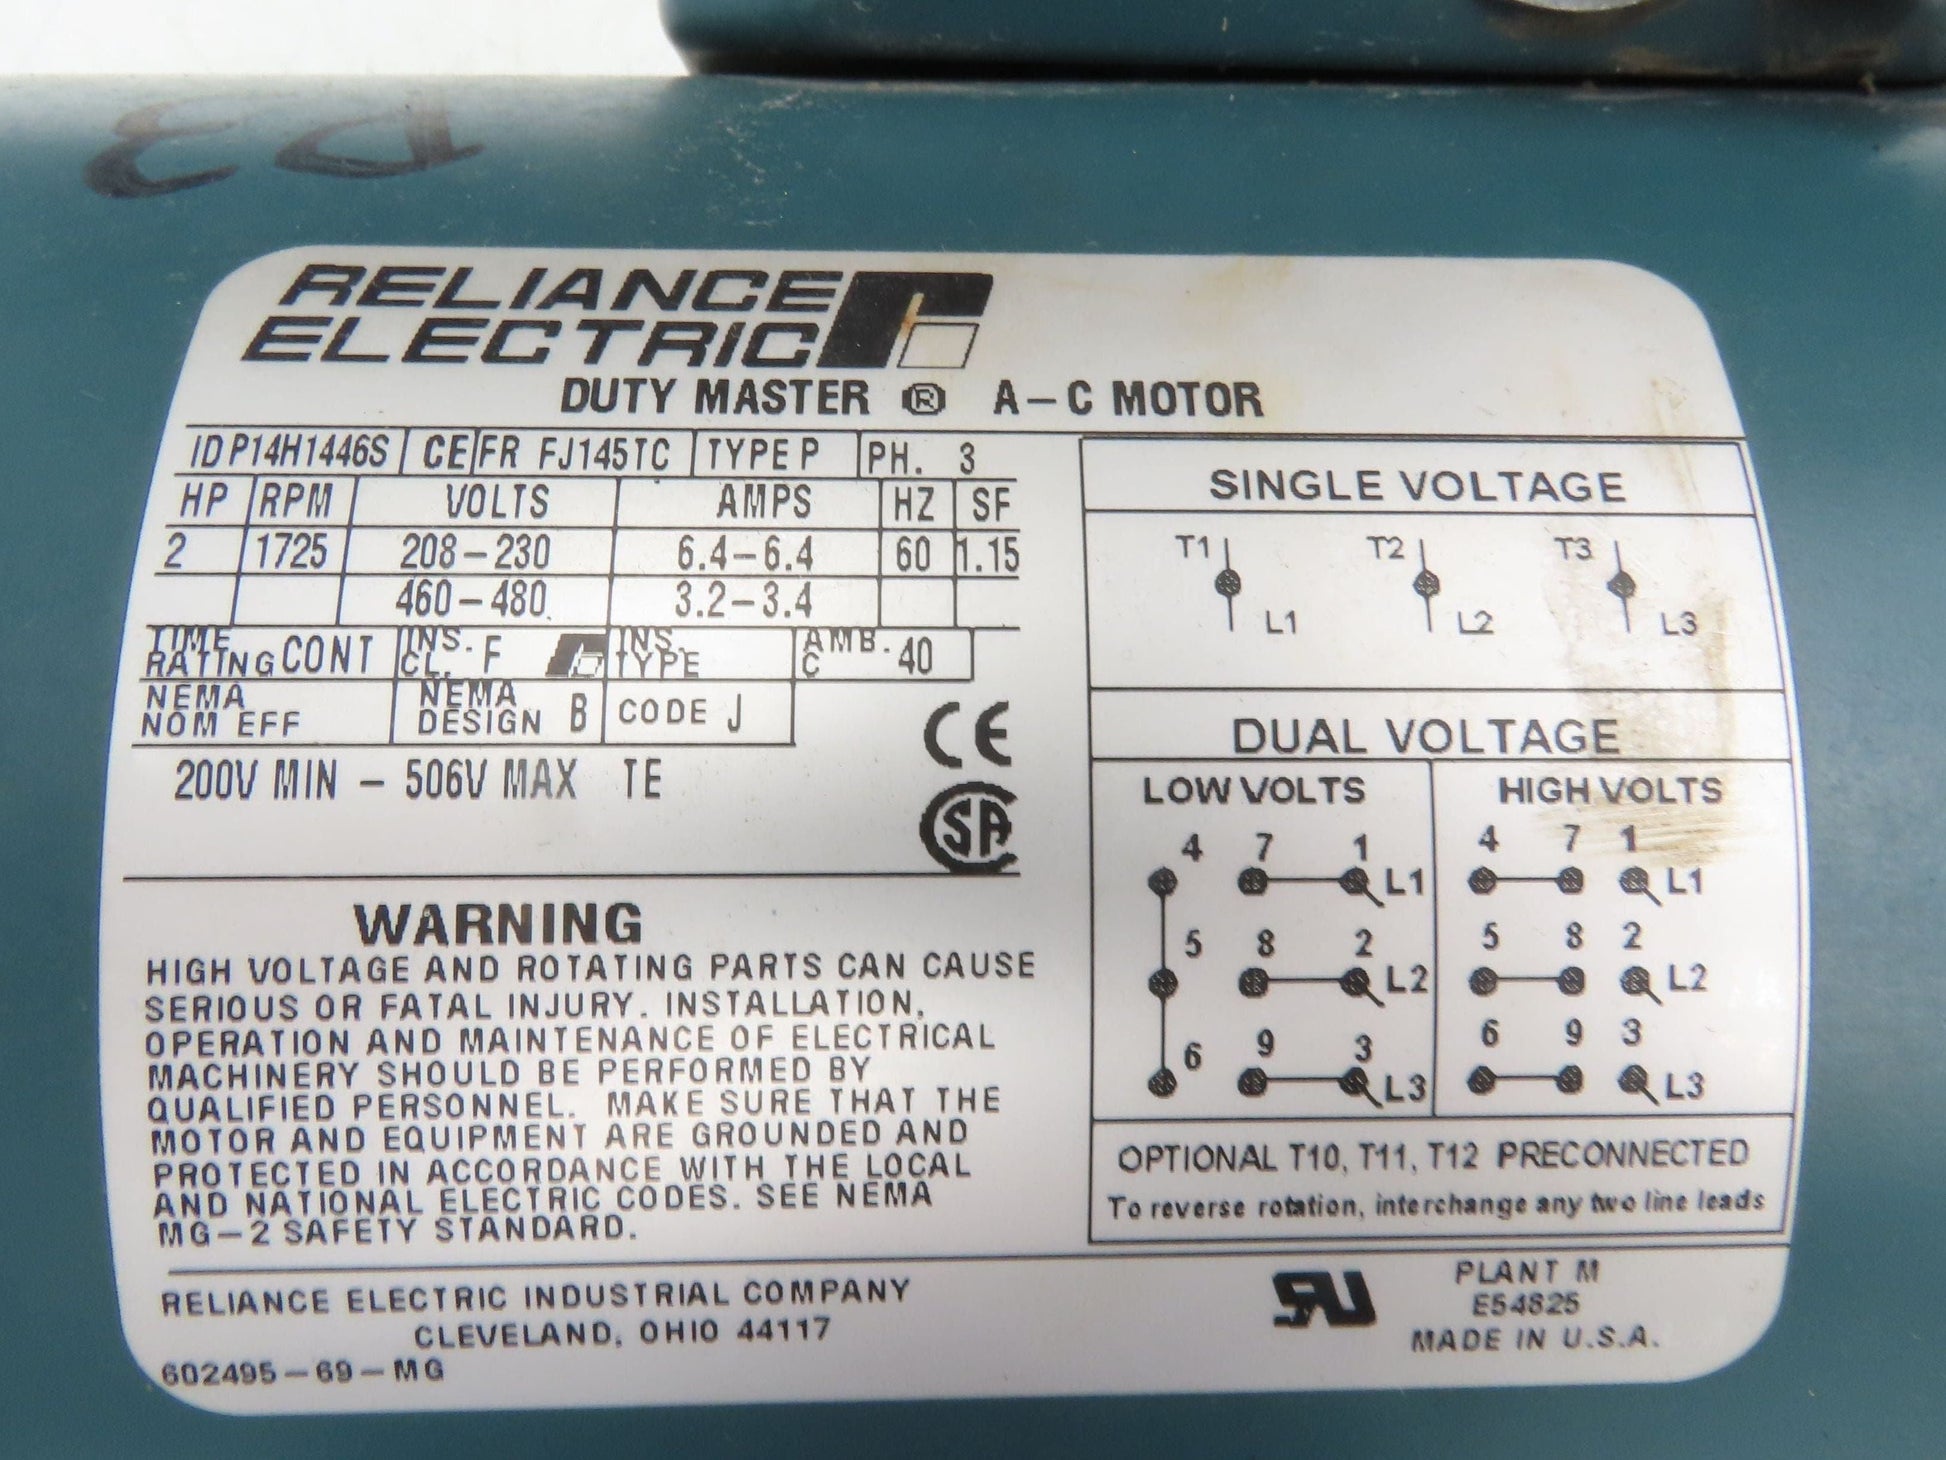 P3
RELIANCE
ELECTRIC
DUTY MASTER ® A-C MOTOR
ID P14H1446S CE FR FJ145TC TYPE P PH. 3
HP RPM VOLTS AMPS HZ SF
2 1725 208-230 6.4-6.4 60 1.15
460-480 3.2-3.4
TIME RATING CONT INS. CL. F INS. TYPE AMB. C 40
NEMA NOM EFF NEMA DESIGN B CODE J
200V MIN - 506V MAX TE
CE
CSA
WARNING
HIGH VOLTAGE AND ROTATING PARTS CAN CAUSE
SERIOUS OR FATAL INJURY. INSTALLATION,
OPERATION AND MAINTENANCE OF ELECTRICAL
MACHINERY SHOULD BE PERFORMED BY
QUALIFIED PERSONNEL. MAKE SURE THAT THE
MOTOR AND EQUIPMENT ARE GROUNDED AND
PROTECTED IN ACCORDANCE WITH THE LOCAL
AND NATIONAL ELECTRIC CODES. SEE NEMA
MG-2 SAFETY STANDARD.
SINGLE VOLTAGE
T1 T2 T3
L1 L2 L3
DUAL VOLTAGE
LOW VOLTS HIGH VOLTS
4 7 1 4 7 1
L1 L1
5 8 2 5 8 2
L2 L2
6 9 3 6 9 3
L3 L3
OPTIONAL T10, T11, T12 PRECONNECTED
To reverse rotation, interchange any two line leads
RELIANCE ELECTRIC INDUSTRIAL COMPANY
CLEVELAND, OHIO 44117
602495-69-MG
RU
PLANT M
E54825
MADE IN U.S.A.